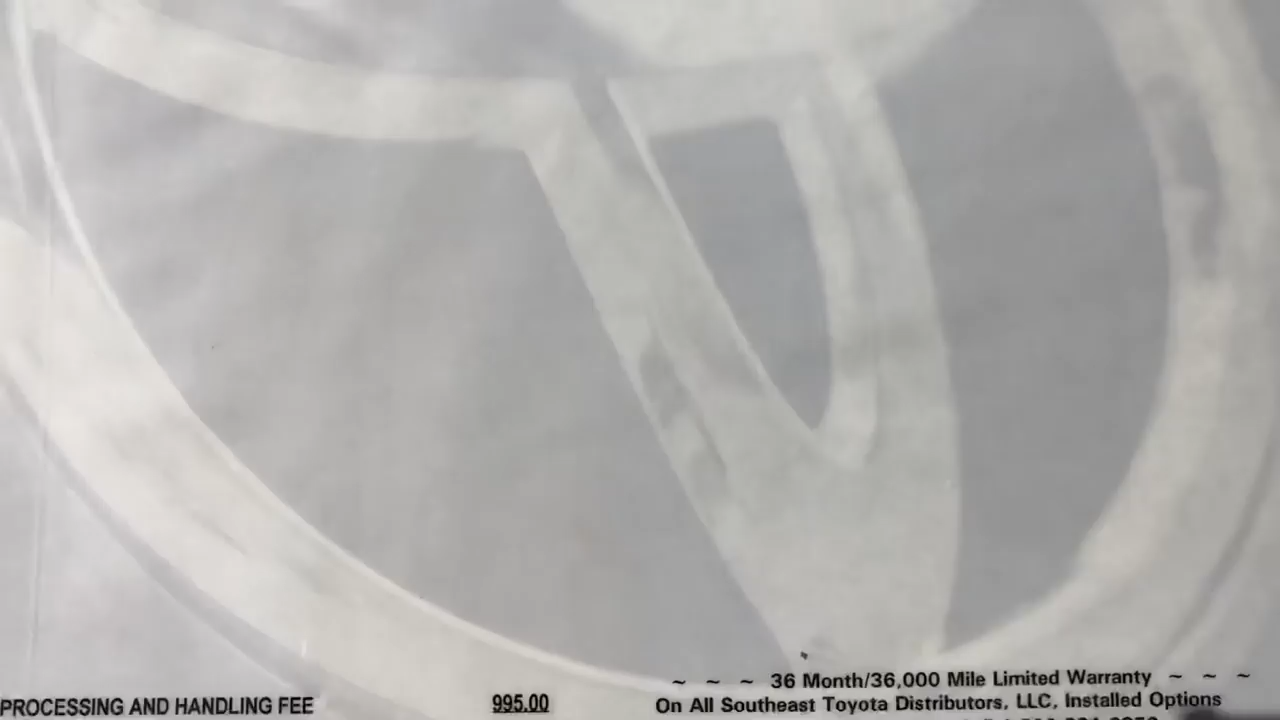 ~ ~ ~ 36 Month/36,000 Mile Limited Warranty ~ ~ ~
PROCESSING AND HANDLING FEE 995.00 On All Southeast Toyota Distributors, LLC, Installed Options